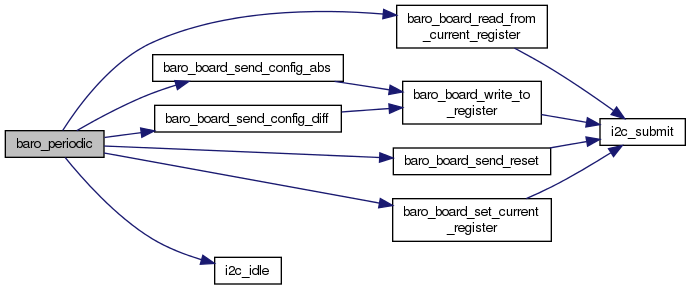 baro_board_read_from
_current_register
baro_board_send_config_abs
baro_board_write_to
_register
baro_board_send_config_diff
i2c_submit
baro_periodic
baro_board_send_reset
baro_board_set_current
_register
i2c_idle